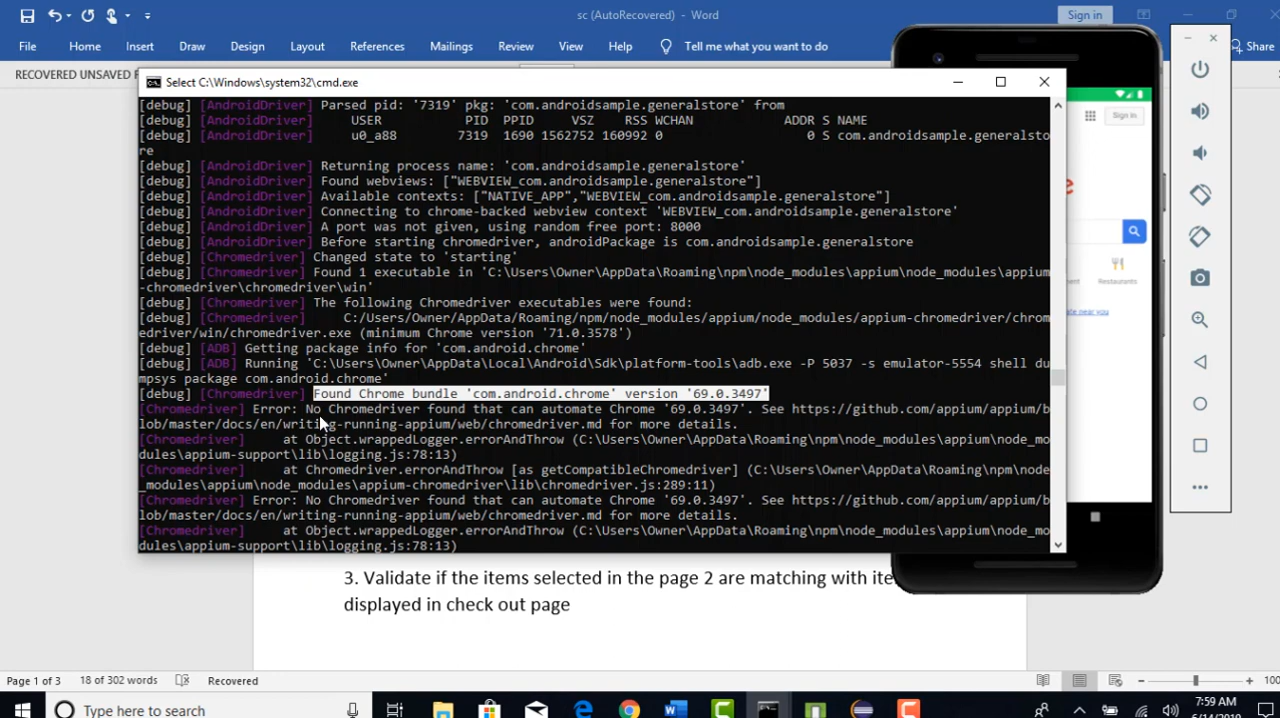 sc (AutoRecovered) - Word
Sign in
File Home Insert Draw Design Layout References Mailings Review View Help Tell me what you want to do
Share
RECOVERED UNSAVED
Select C:\Windows\system32\cmd.exe
[debug] [AndroidDriver] Parsed pid: '7319' pkg: 'com.androidsample.generalstore' from
[debug] [AndroidDriver] USER PID PPID VSZ RSS WCHAN ADDR S NAME
[debug] [AndroidDriver] u0_a88 7319 1690 1562752 160992 0 0 S com.androidsample.generalsto
re
[debug] [AndroidDriver] Returning process name: 'com.androidsample.generalstore'
[debug] [AndroidDriver] Found webviews: ["WEBVIEW_com.androidsample.generalstore"]
[debug] [AndroidDriver] Available contexts: ["NATIVE_APP","WEBVIEW_com.androidsample.generalstore"]
[debug] [AndroidDriver] Connecting to chrome-backed webview context 'WEBVIEW_com.androidsample.generalstore'
[debug] [AndroidDriver] A port was not given, using random free port: 8000
[debug] [AndroidDriver] Before starting chromedriver, androidPackage is com.androidsample.generalstore
[debug] [Chromedriver] Changed state to 'starting'
[debug] [Chromedriver] Found 1 executable in 'C:\Users\Owner\AppData\Roaming\npm\node_modules\appium\node_modules\appium
-chromedriver\chromedriver\win'
[debug] [Chromedriver] The following Chromedriver executables were found:
[debug] [Chromedriver] C:/Users/Owner/AppData/Roaming/npm/node_modules/appium/node_modules/appium-chromedriver/chrom
edriver/win/chromedriver.exe (minimum Chrome version '71.0.3578')
[debug] [ADB] Getting package info for 'com.android.chrome'
[debug] [ADB] Running 'C:\Users\Owner\AppData\Local\Android\Sdk\platform-tools\adb.exe -P 5037 -s emulator-5554 shell du
mpsys package com.android.chrome'
[debug] [Chromedriver] Found Chrome bundle 'com.android.chrome' version '69.0.3497'
[Chromedriver] Error: No Chromedriver found that can automate Chrome '69.0.3497'. See https://github.com/appium/appium/b
lob/master/docs/en/writing-running-appium/web/chromedriver.md for more details.
[Chromedriver] at Object.wrappedLogger.errorAndThrow (C:\Users\Owner\AppData\Roaming\npm\node_modules\appium\node_mo
dules\appium-support\lib\logging.js:78:13)
[Chromedriver] at Chromedriver.errorAndThrow [as getCompatibleChromedriver] (C:\Users\Owner\AppData\Roaming\npm\node
_modules\appium\node_modules\appium-chromedriver\lib\chromedriver.js:289:11)
[Chromedriver] Error: No Chromedriver found that can automate Chrome '69.0.3497'. See https://github.com/appium/appium/b
lob/master/docs/en/writing-running-appium/web/chromedriver.md for more details.
[Chromedriver] at Object.wrappedLogger.errorAndThrow (C:\Users\Owner\AppData\Roaming\npm\node_modules\appium\node_mo
dules\appium-support\lib\logging.js:78:13)
Sign in
Restaurants
near you
3. Validate if the items selected in the page 2 are matching with ite
displayed in check out page
Page 1 of 3 18 of 302 words Recovered
Type here to search
7:59 AM